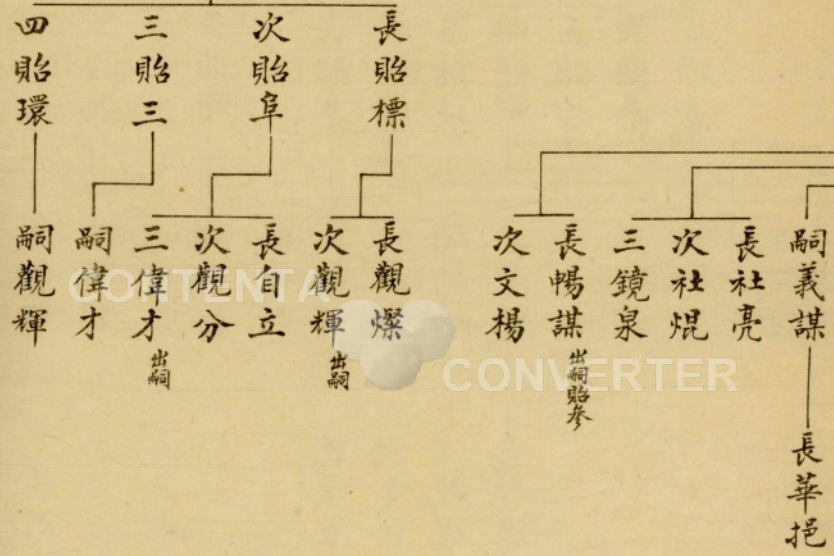 長貽標
次貽阜
三貽三
四貽環
嗣義謀
長社亮
次社焜
三鏡泉
長暢謀 出嗣貽参
次文楊
長觀燦
次觀輝 出嗣
長自立
次觀分
三偉才 出嗣
嗣偉才
嗣觀輝
長華挹
CONTENTA
CONVERTER